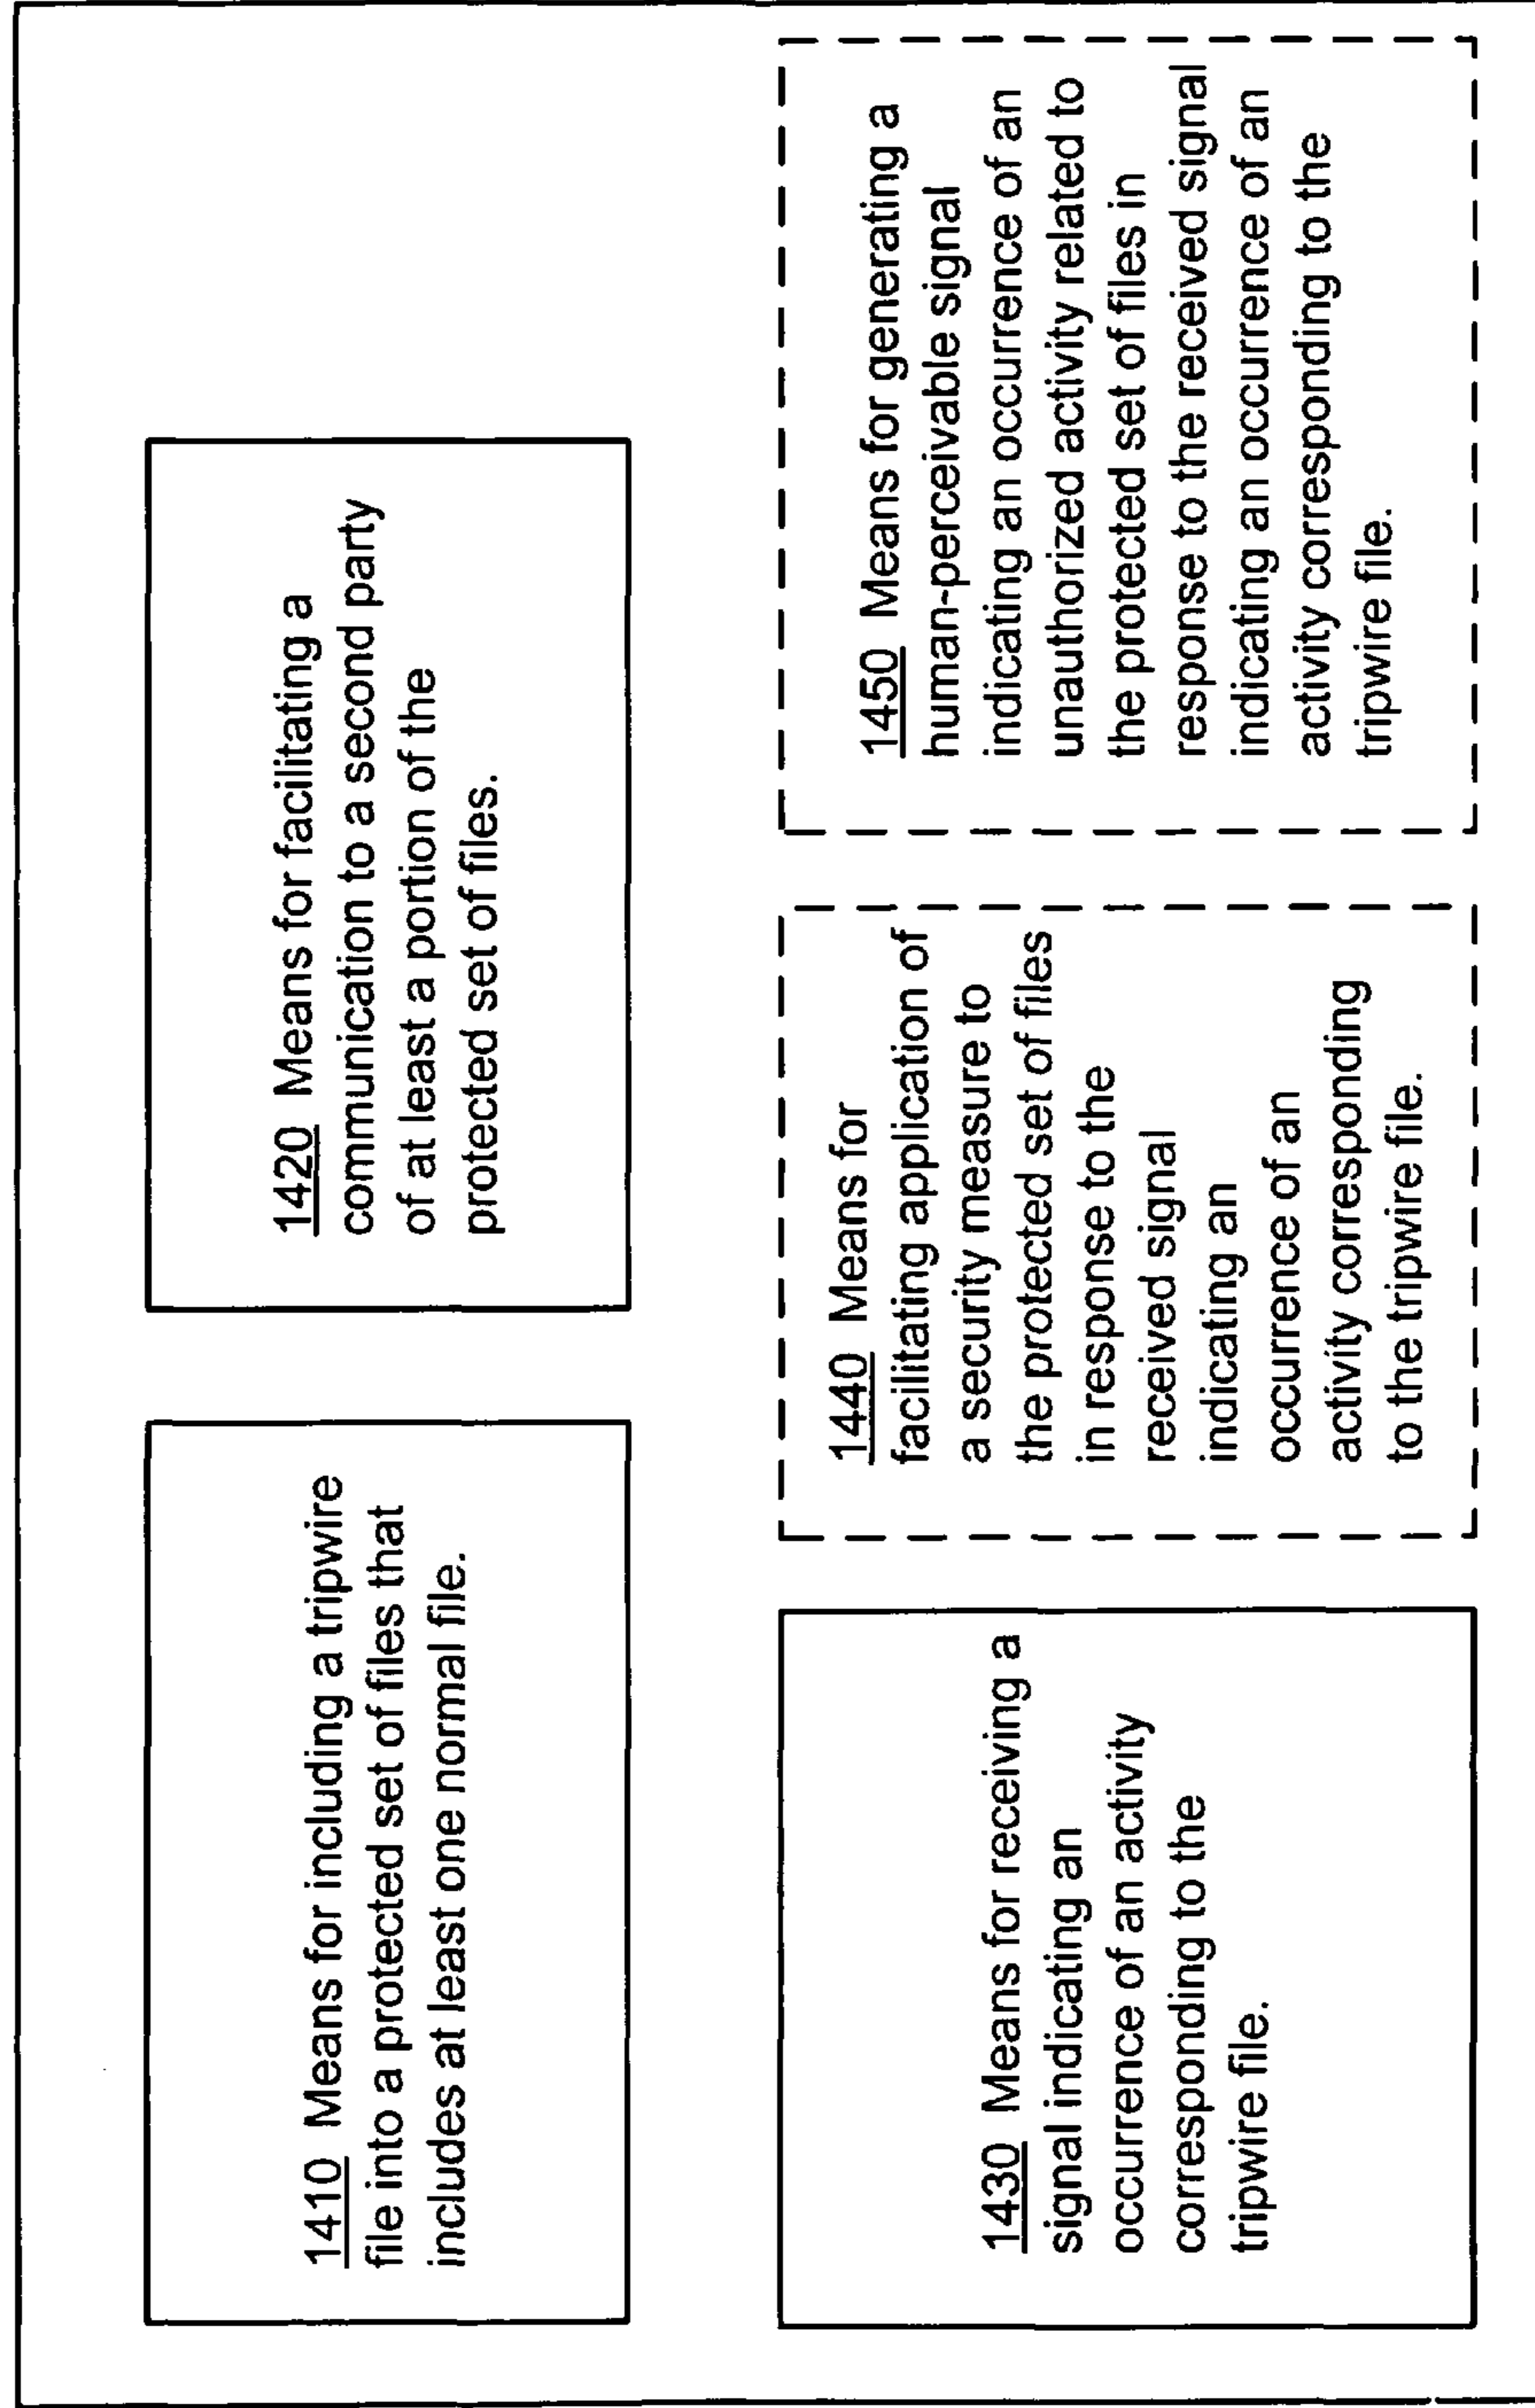 1410 Means for including a tripwire
file into a protected set of files that
includes at least one normal file.
1420 Means for facilitating a
communication to a second party
of at least a portion of the
protected set of files.
1430 Means for receiving a
signal indicating an
occurrence of an activity
corresponding to the
tripwire file.
1440 Means for
facilitating application of
a security measure to
the protected set of files
in response to the
received signal
indicating an
occurrence of an
activity corresponding
to the tripwire file.
1450 Means for generating a
human-perceivable signal
indicating an occurrence of an
unauthorized activity related to
the protected set of files in
response to the received signal
indicating an occurrence of an
activity corresponding to the
tripwire file.